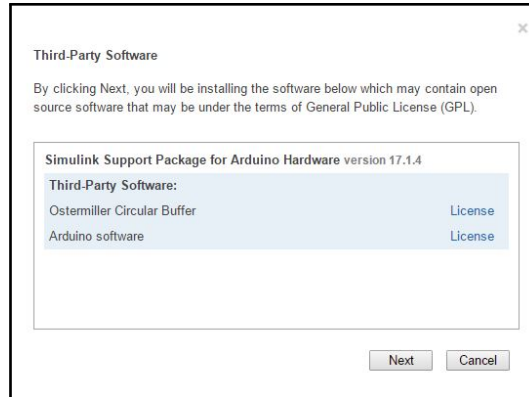 ×
Third-Party Software
By clicking Next, you will be installing the software below which may contain open
source software that may be under the terms of General Public License (GPL).
Simulink Support Package for Arduino Hardware version 17.1.4
Third-Party Software:
Ostermiller Circular Buffer License
Arduino software License
Next Cancel